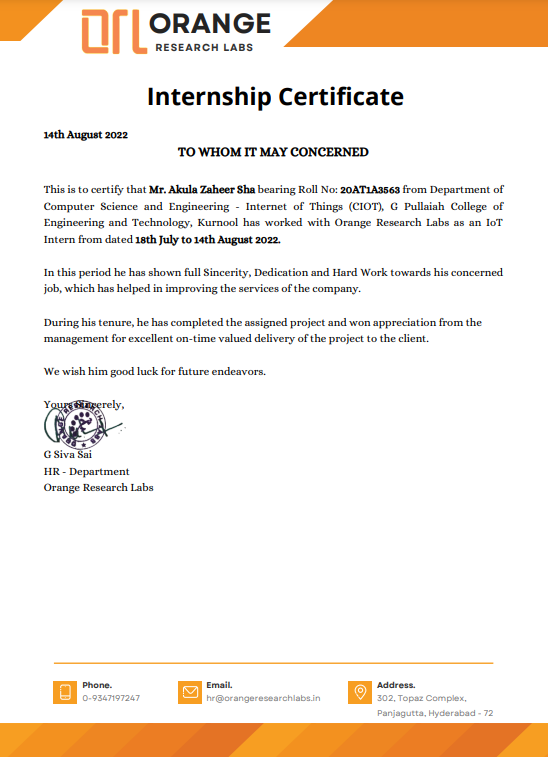 ORL ORANGE
RESEARCH LABS
Internship Certificate
14th August 2022
TO WHOM IT MAY CONCERNED
This is to certify that Mr. Akula Zaheer Sha bearing Roll No: 20AT1A3563 from Department of
Computer Science and Engineering - Internet of Things (CIOT), G Pullaiah College of
Engineering and Technology, Kurnool has worked with Orange Research Labs as an IoT
Intern from dated 18th July to 14th August 2022.
In this period he has shown full Sincerity, Dedication and Hard Work towards his concerned
job, which has helped in improving the services of the company.
During his tenure, he has completed the assigned project and won appreciation from the
management for excellent on-time valued delivery of the project to the client.
We wish him good luck for future endeavors.
Yours Sincerely,
G Siva Sai
HR - Department
Orange Research Labs
Phone.
0-9347197247
Email.
hr@orangeresearchlabs.in
Address.
302, Topaz Complex,
Panjagutta, Hyderabad - 72